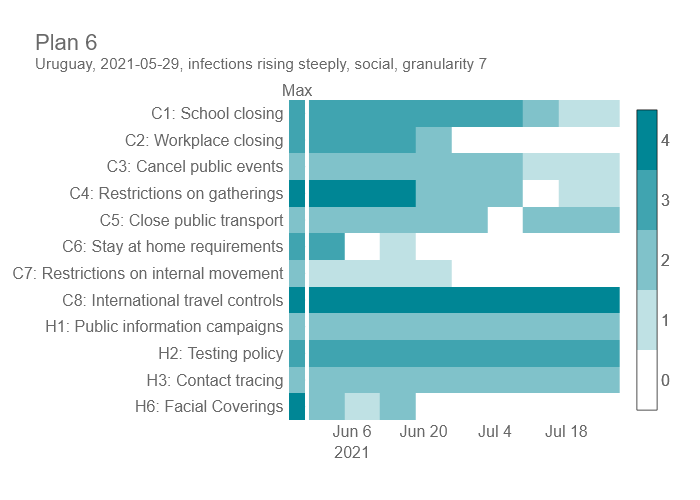 Plan 6
Uruguay, 2021-05-29, infections rising steeply, social, granularity 7
Max
C1: School closing
C2: Workplace closing
C3: Cancel public events
C4: Restrictions on gatherings
C5: Close public transport
C6: Stay at home requirements
C7: Restrictions on internal movement
C8: International travel controls
H1: Public information campaigns
H2: Testing policy
H3: Contact tracing
H6: Facial Coverings
Jun 6 Jun 20 Jul 4 Jul 18
2021
4
3
2
1
0